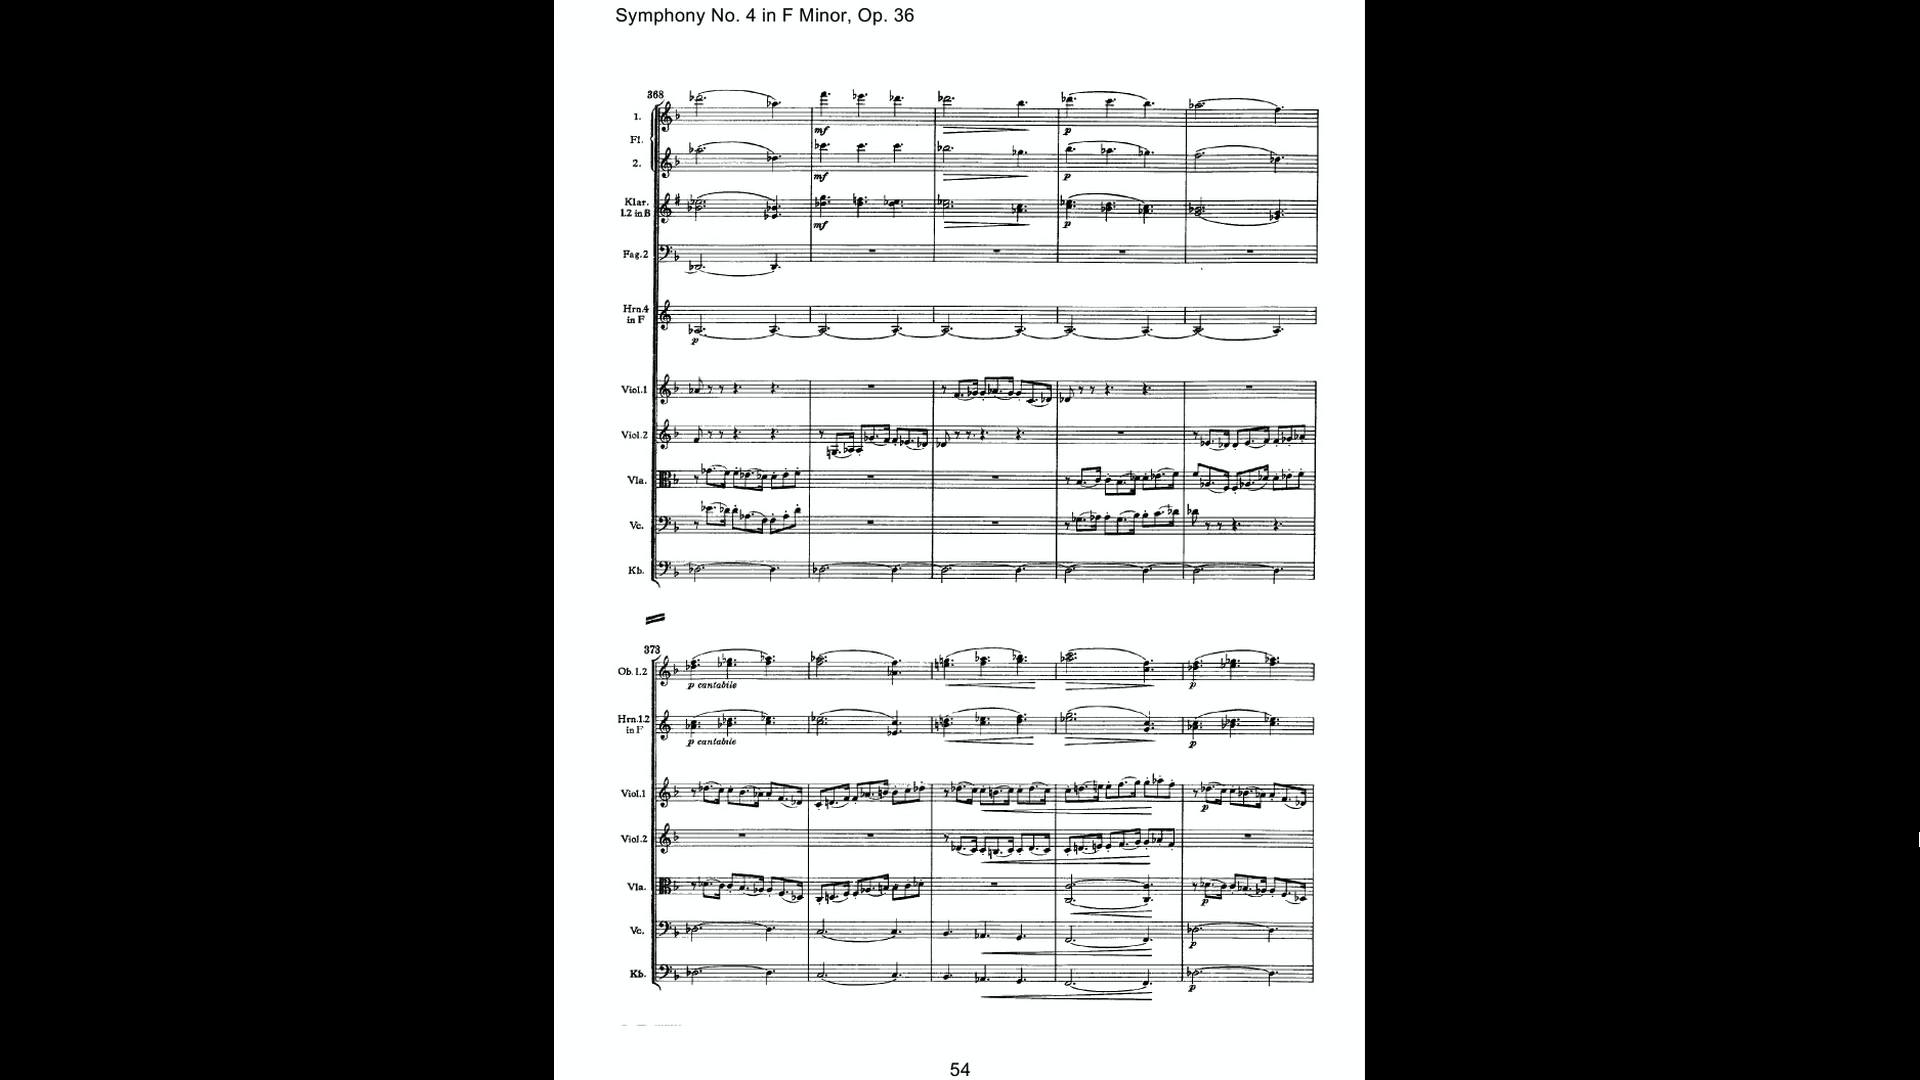 Symphony No. 4 in F Minor, Op. 36
368
1.
Fl.
2.
mf
p
mf
p
Klar.
1.2 in B
mf
p
Fag.2
Hrn.4
in F
p
Viol.1
Viol.2
Vla.
Vc.
Kb.
373
Ob.1.2
p cantabile
p
Hrn.1.2
in F
p cantabile
p
Viol.1
p
Viol.2
Vla.
p
Vc.
p
Kb.
p
54